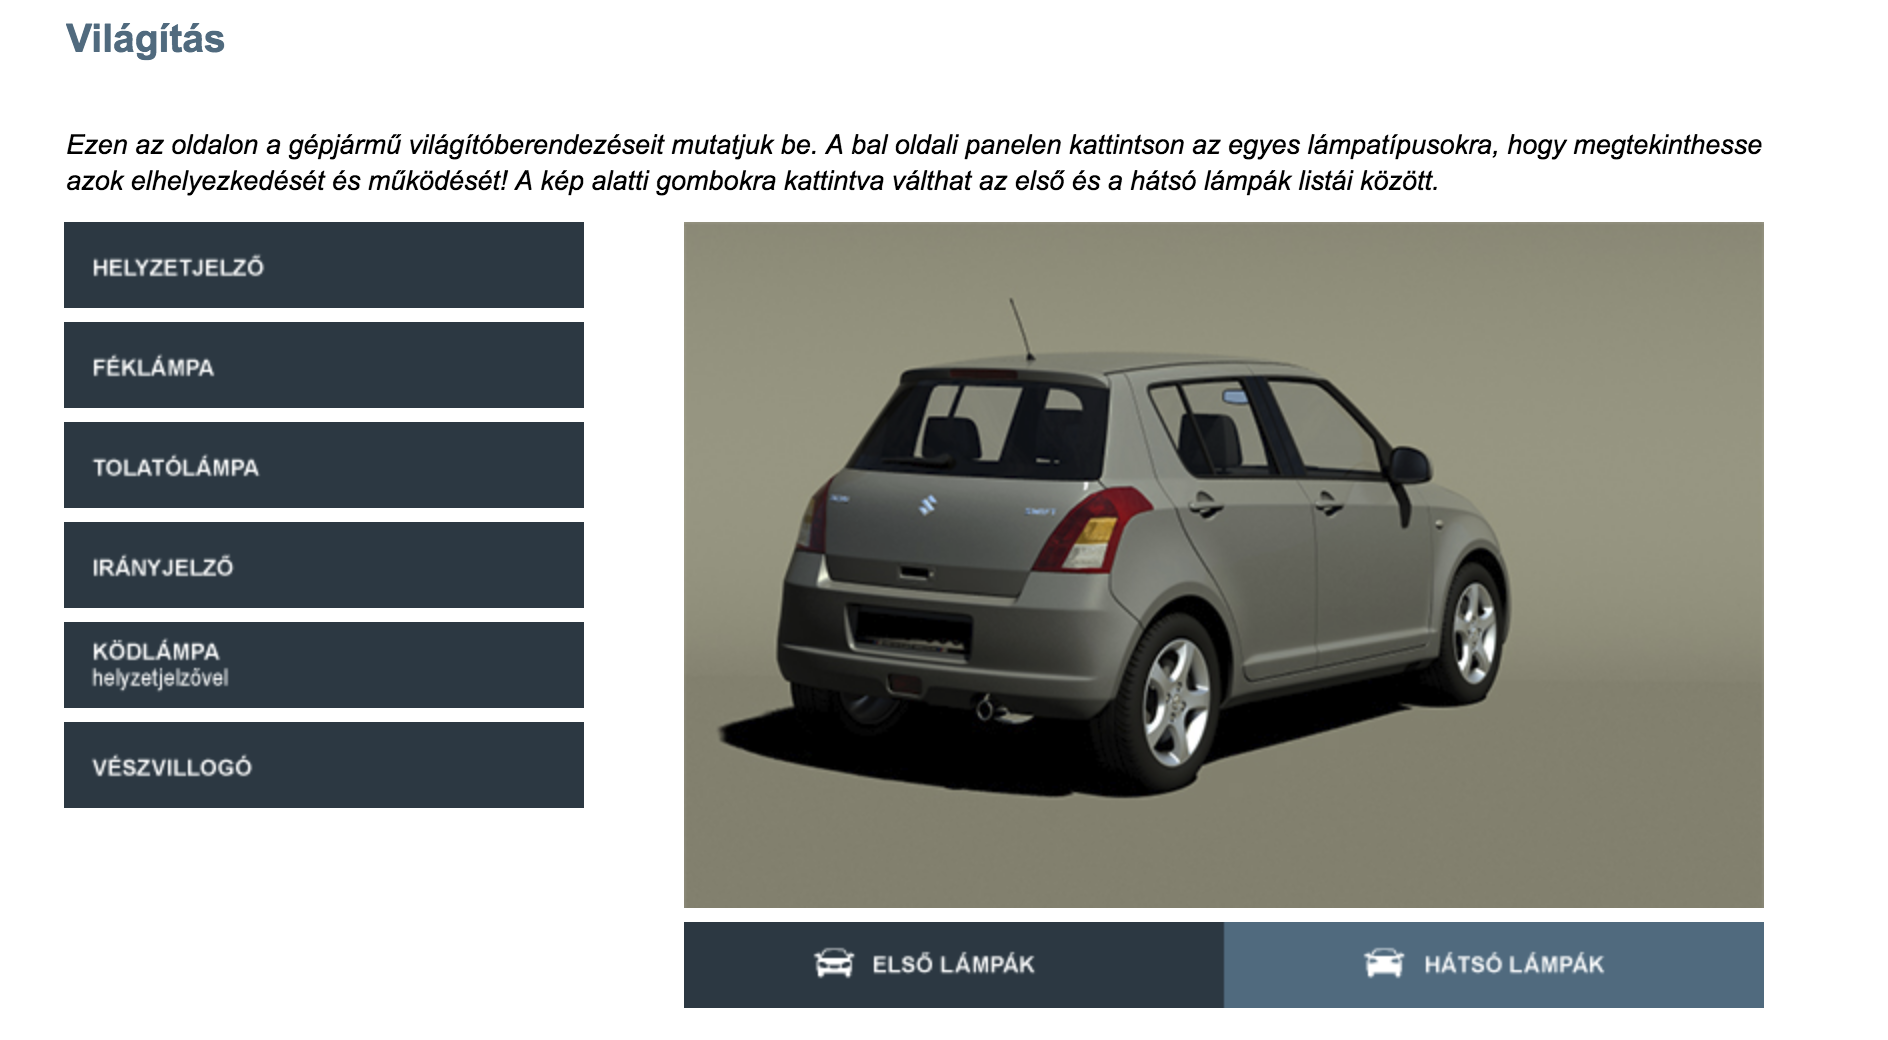 Világítás
Ezen az oldalon a gépjármű világítóberendezéseit mutatjuk be. A bal oldali panelen kattintson az egyes lámpatípusokra, hogy megtekinthesse
azok elhelyezkedését és működését! A kép alatti gombokra kattintva válthat az első és a hátsó lámpák listái között.
HELYZETJELZŐ
FÉKLÁMPA
TOLATÓLÁMPA
IRÁNYJELZŐ
KÖDLÁMPA
helyzetjelzővel
VÉSZVILLOGÓ
ELSŐ LÁMPÁK
HÁTSÓ LÁMPÁK